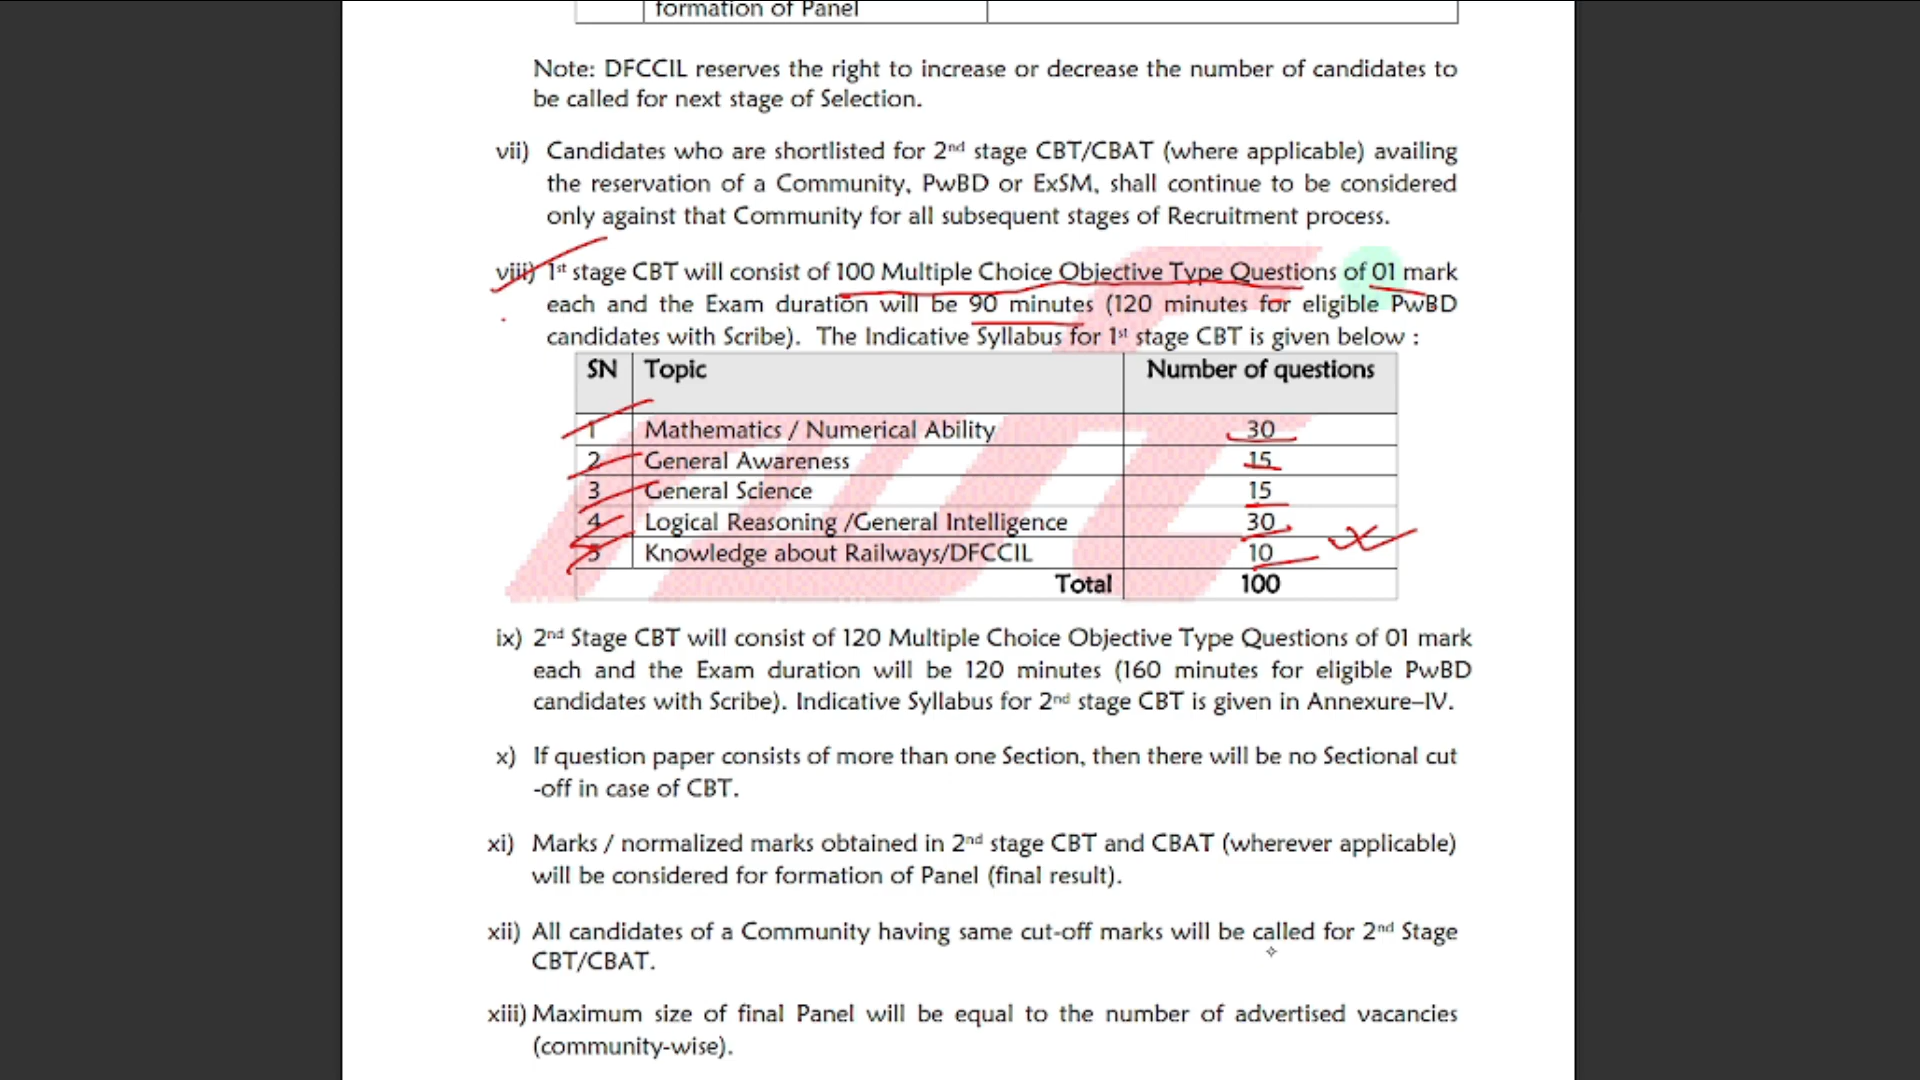 formation of Panel
Note: DFCCIL reserves the right to increase or decrease the number of candidates to
be called for next stage of Selection.
vii) Candidates who are shortlisted for 2nd stage CBT/CBAT (where applicable) availing
the reservation of a Community, PwBD or ExSM, shall continue to be considered
only against that Community for all subsequent stages of Recruitment process.
viii) 1st stage CBT will consist of 100 Multiple Choice Objective Type Questions of 01 mark
each and the Exam duration will be 90 minutes (120 minutes for eligible PwBD
candidates with Scribe). The Indicative Syllabus for 1st stage CBT is given below :
SN Topic Number of questions
1 Mathematics / Numerical Ability 30
2 General Awareness 15
3 General Science 15
4 Logical Reasoning /General Intelligence 30
5 Knowledge about Railways/DFCCIL 10
Total 100
ix) 2nd Stage CBT will consist of 120 Multiple Choice Objective Type Questions of 01 mark
each and the Exam duration will be 120 minutes (160 minutes for eligible PwBD
candidates with Scribe). Indicative Syllabus for 2nd stage CBT is given in Annexure–IV.
x) If question paper consists of more than one Section, then there will be no Sectional cut
-off in case of CBT.
xi) Marks / normalized marks obtained in 2nd stage CBT and CBAT (wherever applicable)
will be considered for formation of Panel (final result).
xii) All candidates of a Community having same cut-off marks will be called for 2nd Stage
CBT/CBAT.
xiii) Maximum size of final Panel will be equal to the number of advertised vacancies
(community-wise).